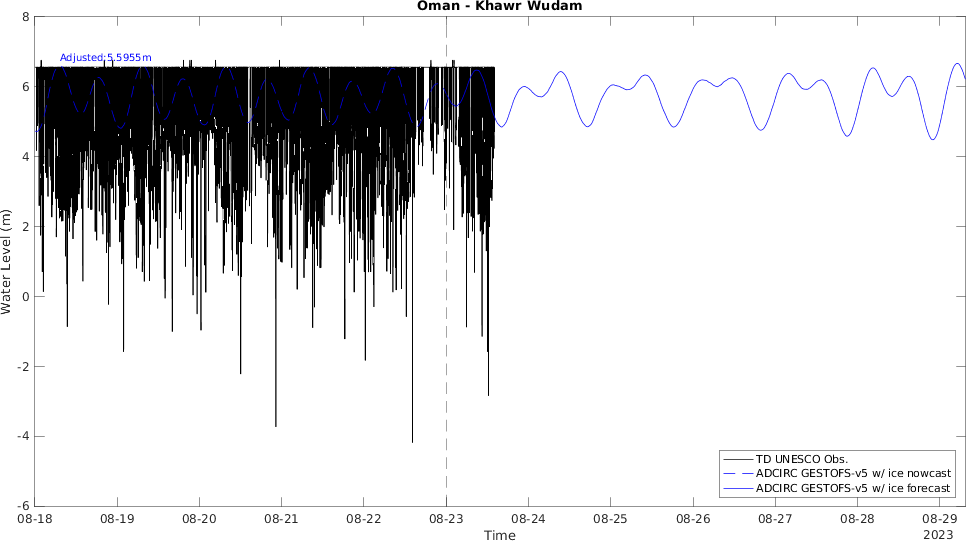 Oman - Khawr Wudam
Adjusted:5.5955m
8
6
4
2
0
-2
-4
-6
Water Level (m)
TD UNESCO Obs.
ADCIRC GESTOFS-v5 w/ ice nowcast
ADCIRC GESTOFS-v5 w/ ice forecast
08-18 08-19 08-20 08-21 08-22 08-23 08-24 08-25 08-26 08-27 08-28 08-29
Time
2023